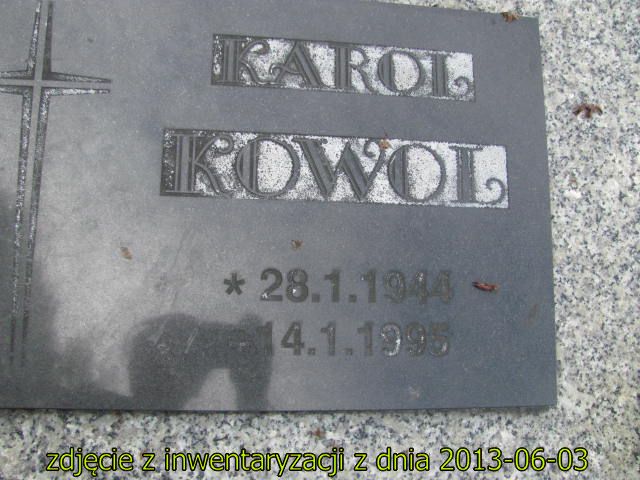 KAROL
KOWOL
* 28.1.1944
14.1.1995
zdjęcie z inwentaryzacji z dnia 2013-06-03